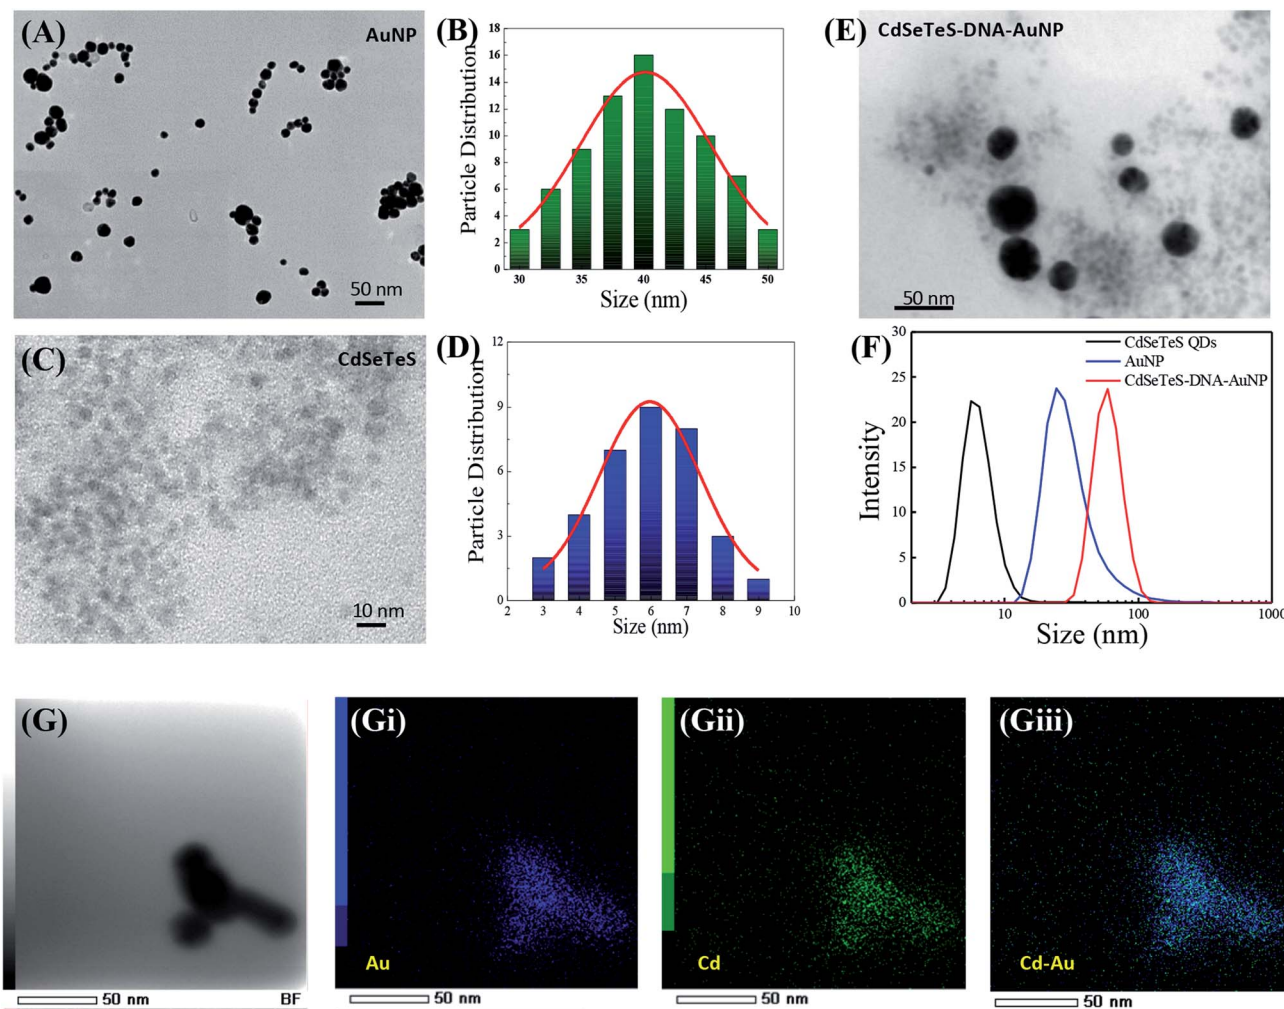 (A)
AuNP
50 nm
(B)
Particle Distribution
18
16
14
12
10
8
6
4
2
0
30 35 40 45 50
Size (nm)
(E)
CdSeTeS-DNA-AuNP
50 nm
(C)
CdSeTeS
10 nm
(D)
Particle Distribution
12
9
6
3
0
2 3 4 5 6 7 8 9 10
Size (nm)
(F)
Intensity
30
25
20
15
10
5
0
CdSeTeS QDs
AuNP
CdSeTeS-DNA-AuNP
10 100 1000
Size (nm)
(G)
50 nm BF
(Gi)
Au
50 nm
(Gii)
Cd
50 nm
(Giii)
Cd-Au
50 nm